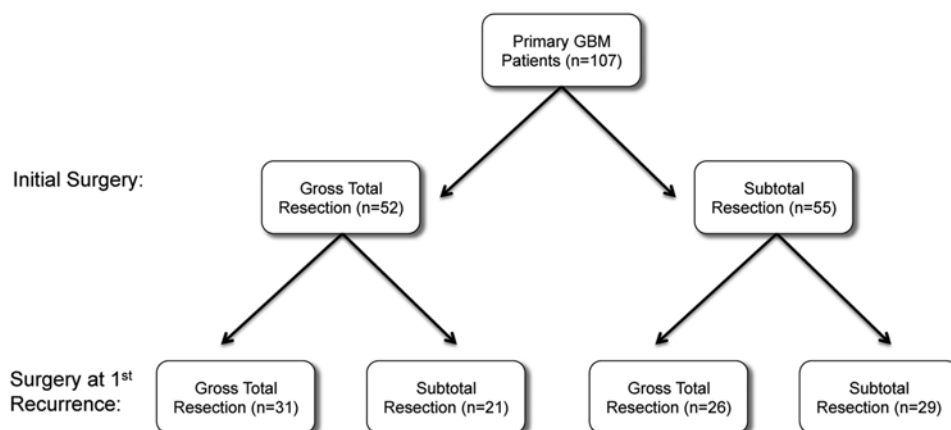 Primary GBM
Patients (n=107)
Initial Surgery:
Gross Total
Resection (n=52)
Subtotal
Resection (n=55)
Surgery at 1st
Recurrence:
Gross Total
Resection (n=31)
Subtotal
Resection (n=21)
Gross Total
Resection (n=26)
Subtotal
Resection (n=29)